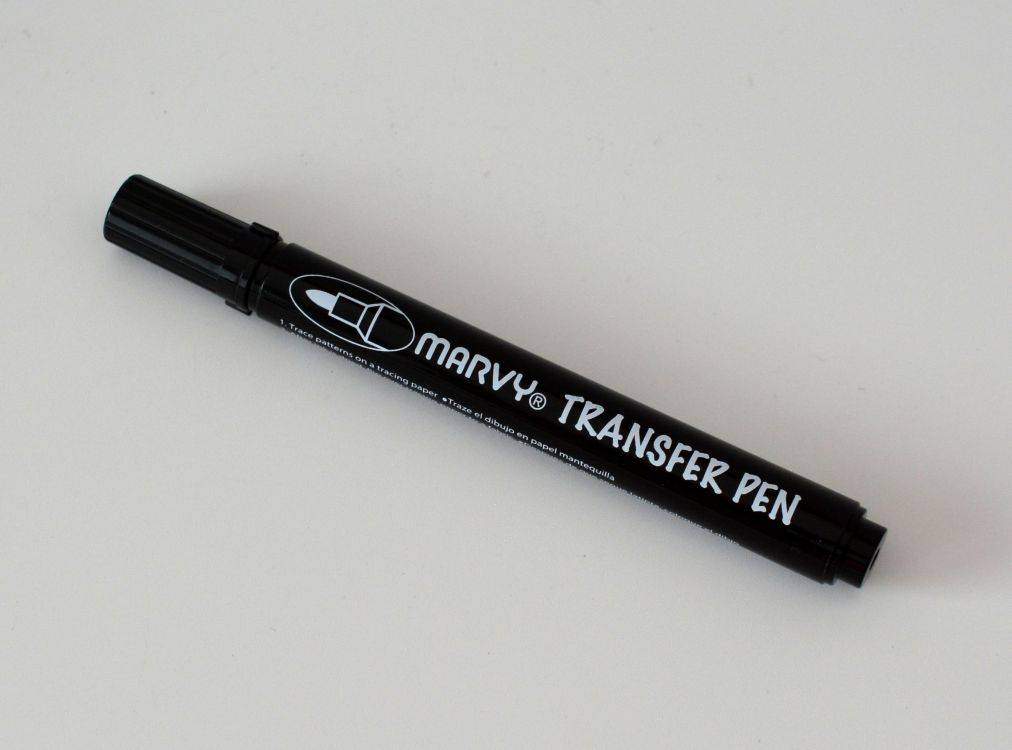 MARVY® TRANSFER PEN
1. Trace patterns on a tracing paper •Traze el dibujo en papel mantequilla